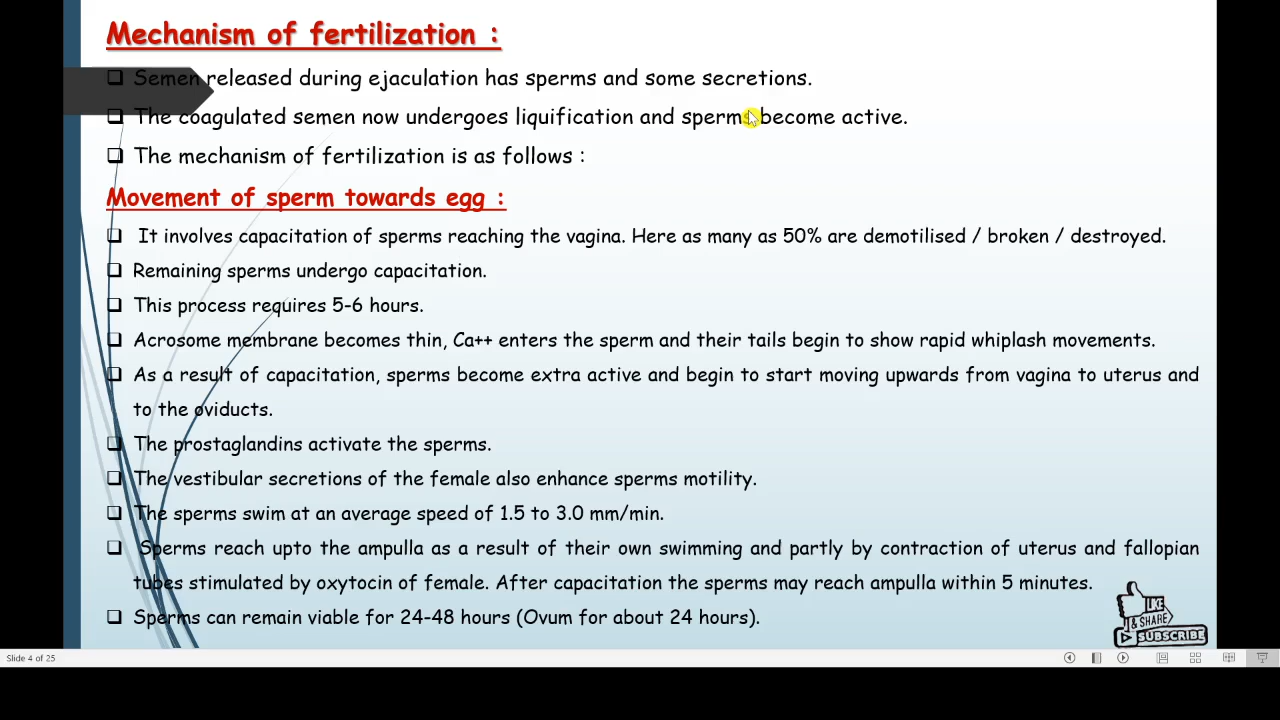 Mechanism of fertilization :
Semen released during ejaculation has sperms and some secretions.
The coagulated semen now undergoes liquification and sperms become active.
The mechanism of fertilization is as follows :
Movement of sperm towards egg :
It involves capacitation of sperms reaching the vagina. Here as many as 50% are demotilised / broken / destroyed.
Remaining sperms undergo capacitation.
This process requires 5-6 hours.
Acrosome membrane becomes thin, Ca++ enters the sperm and their tails begin to show rapid whiplash movements.
As a result of capacitation, sperms become extra active and begin to start moving upwards from vagina to uterus and
to the oviducts.
The prostaglandins activate the sperms.
The vestibular secretions of the female also enhance sperms motility.
The sperms swim at an average speed of 1.5 to 3.0 mm/min.
Sperms reach upto the ampulla as a result of their own swimming and partly by contraction of uterus and fallopian
tubes stimulated by oxytocin of female. After capacitation the sperms may reach ampulla within 5 minutes.
Sperms can remain viable for 24-48 hours (Ovum for about 24 hours).
LIKE
& SHARE
SUBSCRIBE
Slide 4 of 25